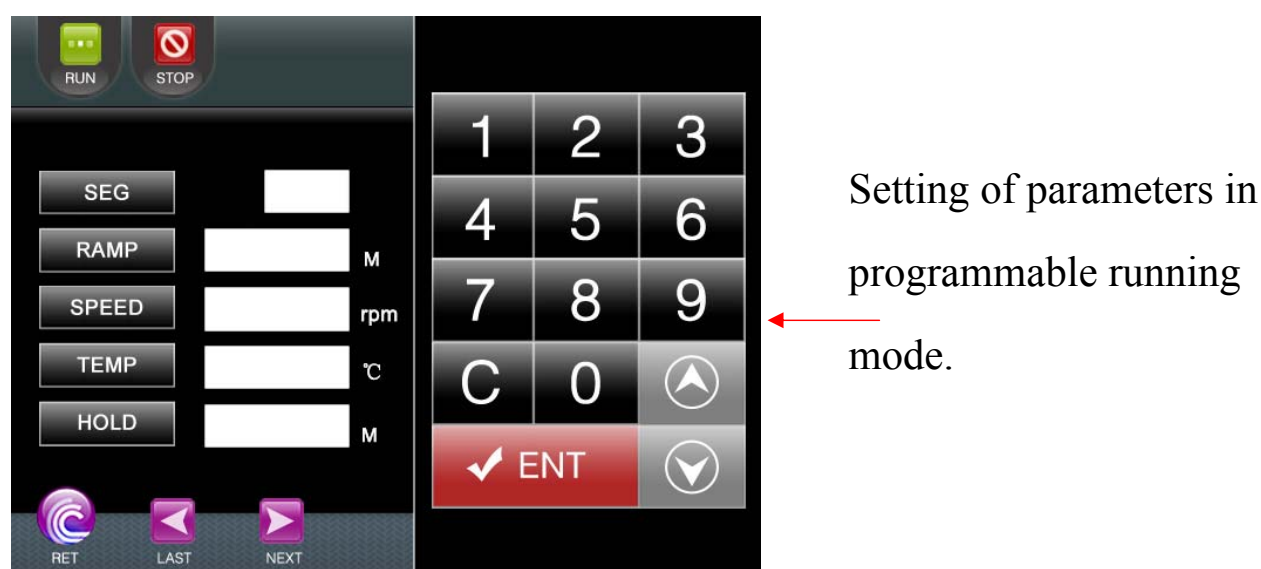 RUN STOP
SEG
RAMP M
SPEED rpm
TEMP ℃
HOLD M
RET LAST NEXT
1 2 3
4 5 6
7 8 9
C 0
ENT
Setting of parameters in
programmable running
mode.